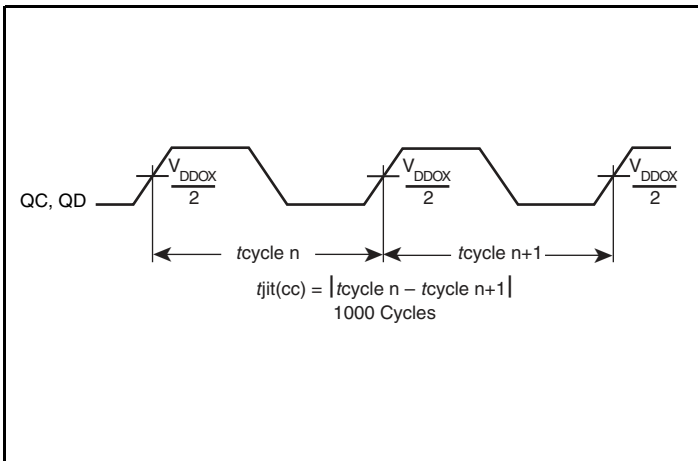 V_DDOX
2
V_DDOX
2
V_DDOX
2
QC, QD
tcycle n
tcycle n+1
tjit(cc) = |tcycle n – tcycle n+1|
1000 Cycles